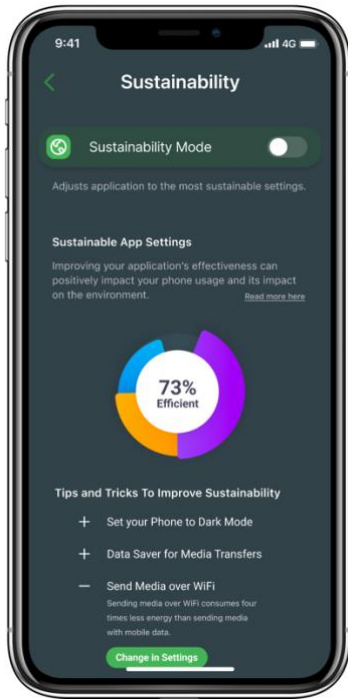 9:41
4G
Sustainability
Sustainability Mode
Adjusts application to the most sustainable settings.
Sustainable App Settings
Improving your application's effectiveness can
positively impact your phone usage and its impact
on the environment.
Read more here
73%
Efficient
Tips and Tricks To Improve Sustainability
+ Set your Phone to Dark Mode
+ Data Saver for Media Transfers
− Send Media over WiFi
Sending media over WiFi consumes four
times less energy than sending media
with mobile data.
Change in Settings